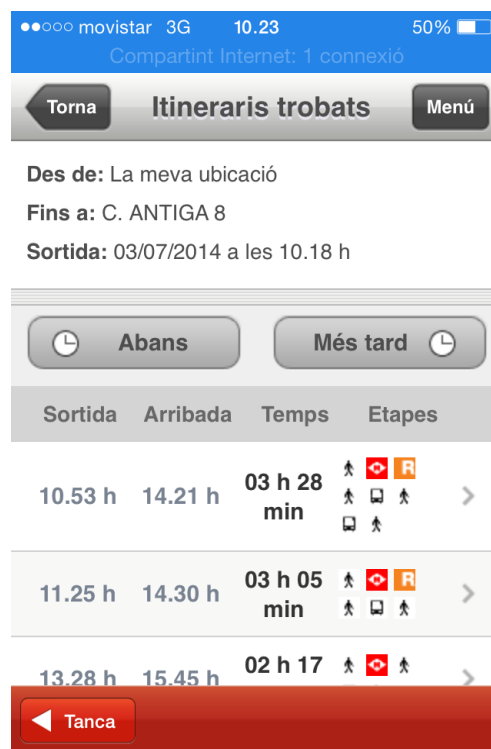 movistar 3G 10.23 50%
Compartint Internet: 1 connexió
Torna Itineraris trobats Menú
Des de: La meva ubicació
Fins a: C. ANTIGA 8
Sortida: 03/07/2014 a les 10.18 h
Abans Més tard
Sortida Arribada Temps Etapes
10.53 h 14.21 h 03 h 28 min R
11.25 h 14.30 h 03 h 05 min R
13.28 h 15.45 h 02 h 17
Tanca